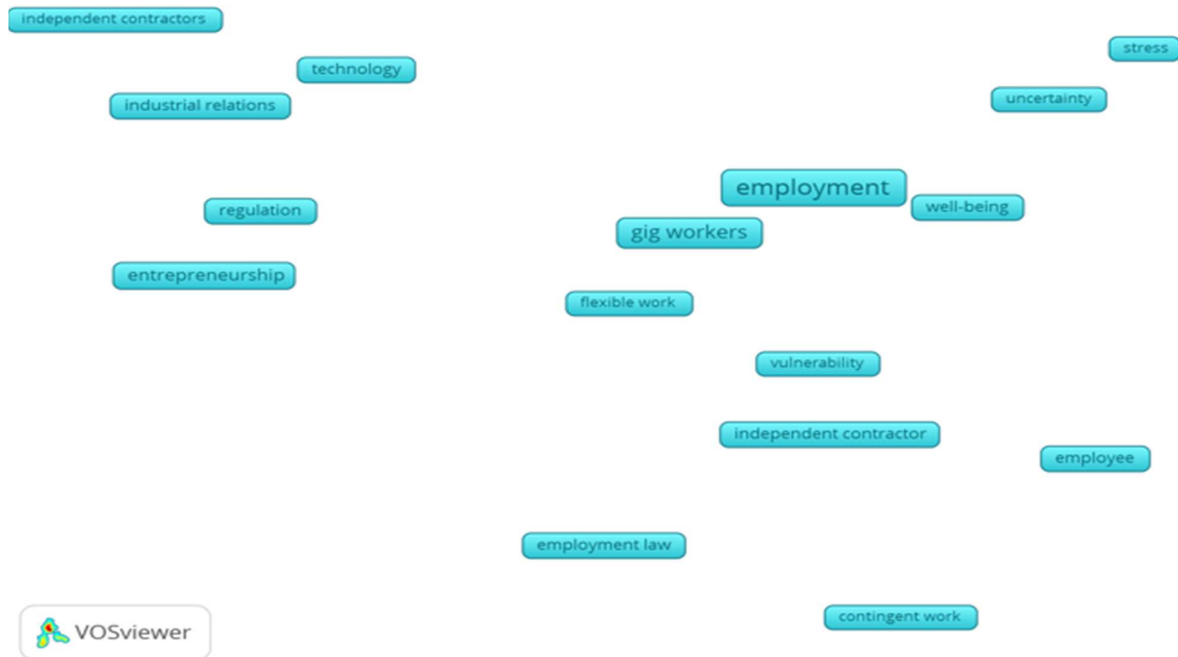 independent contractors
stress
technology
uncertainty
industrial relations
employment
well-being
regulation
gig workers
entrepreneurship
flexible work
vulnerability
independent contractor
employee
employment law
contingent work
VOSviewer